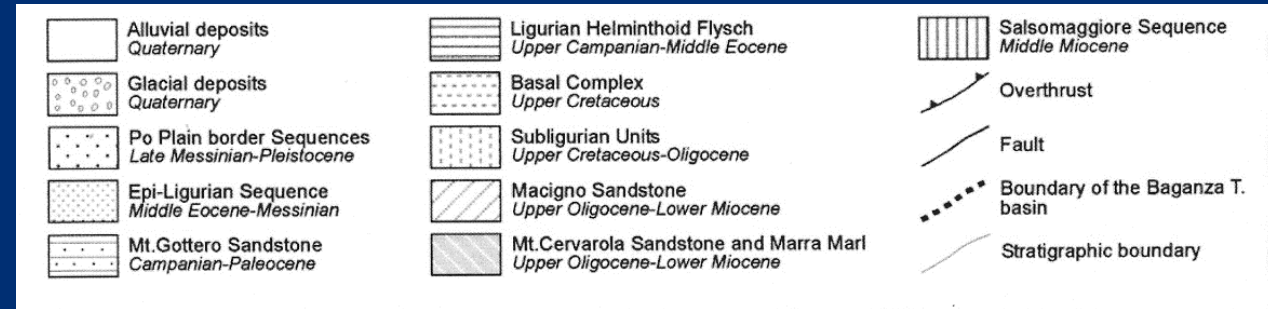 Alluvial deposits
Quaternary
Glacial deposits
Quaternary
Po Plain border Sequences
Late Messinian-Pleistocene
Epi-Ligurian Sequence
Middle Eocene-Messinian
Mt.Gottero Sandstone
Campanian-Paleocene
Ligurian Helminthoid Flysch
Upper Campanian-Middle Eocene
Basal Complex
Upper Cretaceous
Subligurian Units
Upper Cretaceous-Oligocene
Macigno Sandstone
Upper Oligocene-Lower Miocene
Mt.Cervarola Sandstone and Marra Marl
Upper Oligocene-Lower Miocene
Salsomaggiore Sequence
Middle Miocene
Overthrust
Fault
Boundary of the Baganza T.
basin
Stratigraphic boundary